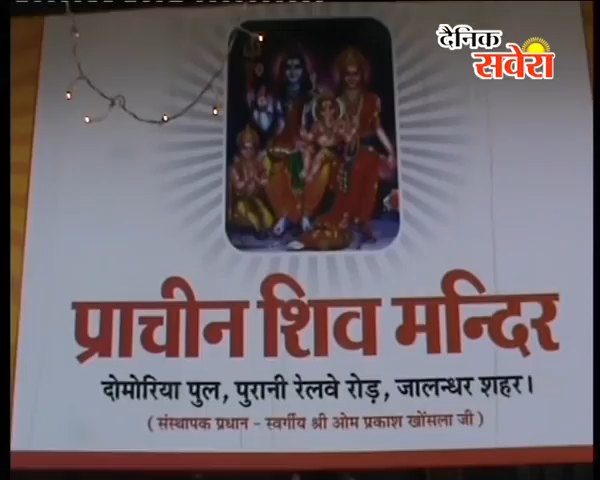 दैनिक
सवेरा
प्राचीन शिव मन्दिर
दोमोरिया पुल, पुरानी रेलवे रोड़, जालन्धर शहर।
(संस्थापक प्रधान - स्वर्गीय श्री ओम प्रकाश खोंसला जी)